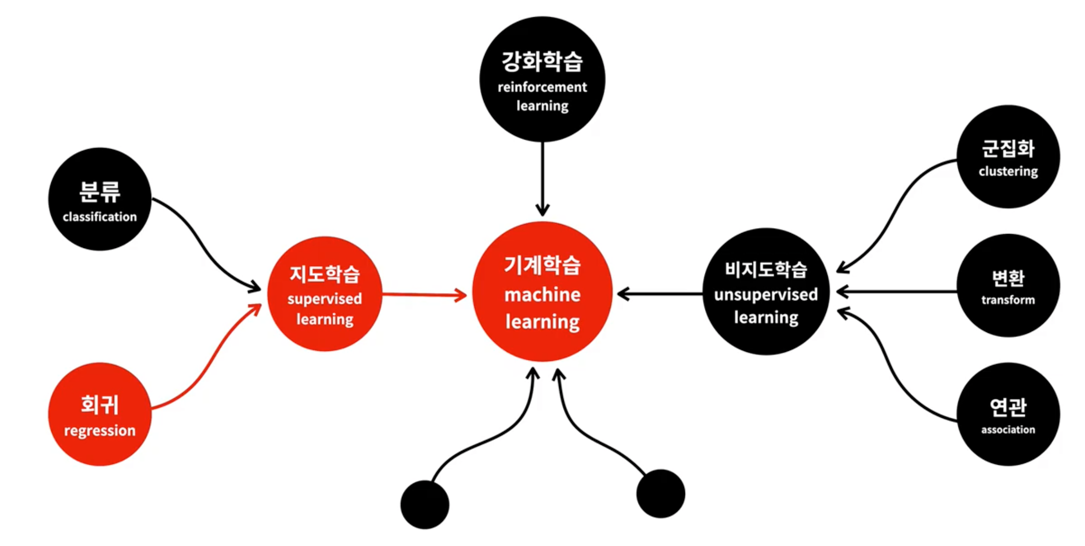 강화학습
reinforcement
learning
분류
classification
지도학습
supervised
learning
회귀
regression
기계학습
machine
learning
비지도학습
unsupervised
learning
군집화
clustering
변환
transform
연관
association